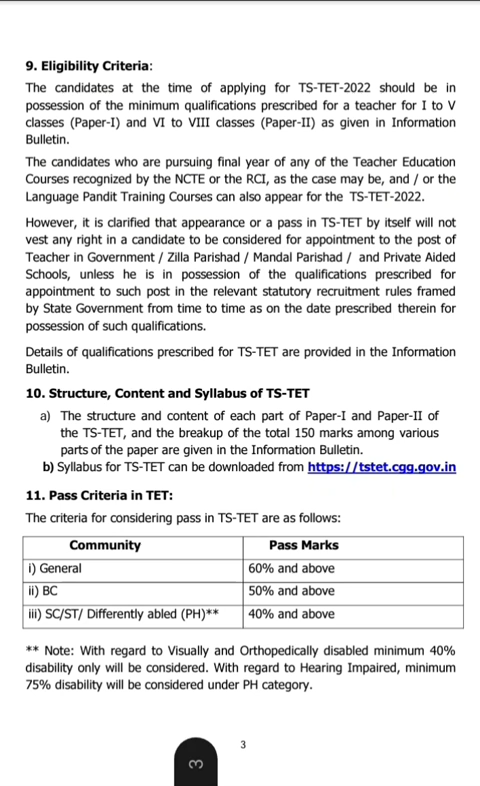 9. Eligibility Criteria:
The candidates at the time of applying for TS-TET-2022 should be in
possession of the minimum qualifications prescribed for a teacher for I to V
classes (Paper-I) and VI to VIII classes (Paper-II) as given in Information
Bulletin.
The candidates who are pursuing final year of any of the Teacher Education
Courses recognized by the NCTE or the RCI, as the case may be, and / or the
Language Pandit Training Courses can also appear for the TS-TET-2022.
However, it is clarified that appearance or a pass in TS-TET by itself will not
vest any right in a candidate to be considered for appointment to the post of
Teacher in Government / Zilla Parishad / Mandal Parishad / and Private Aided
Schools, unless he is in possession of the qualifications prescribed for
appointment to such post in the relevant statutory recruitment rules framed
by State Government from time to time as on the date prescribed therein for
possession of such qualifications.
Details of qualifications prescribed for TS-TET are provided in the Information
Bulletin.
10. Structure, Content and Syllabus of TS-TET
a) The structure and content of each part of Paper-I and Paper-II of
the TS-TET, and the breakup of the total 150 marks among various
parts of the paper are given in the Information Bulletin.
b) Syllabus for TS-TET can be downloaded from https://tstet.cgg.gov.in
11. Pass Criteria in TET:
The criteria for considering pass in TS-TET are as follows:
Community Pass Marks
i) General 60% and above
ii) BC 50% and above
iii) SC/ST/ Differently abled (PH)** 40% and above
** Note: With regard to Visually and Orthopedically disabled minimum 40%
disability only will be considered. With regard to Hearing Impaired, minimum
75% disability will be considered under PH category.
3
3